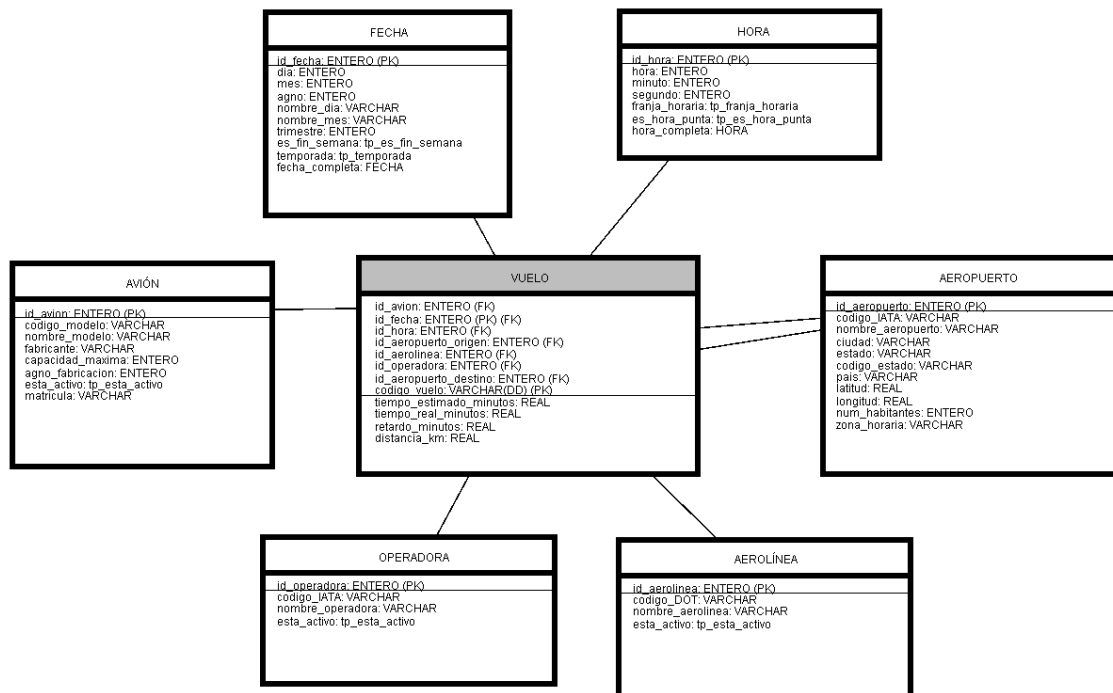 FECHA
id_fecha: ENTERO (PK)
dia: ENTERO
mes: ENTERO
agno: ENTERO
nombre_dia: VARCHAR
nombre_mes: VARCHAR
trimestre: ENTERO
es_fin_semana: tp_es_fin_semana
temporada: tp_temporada
fecha_completa: FECHA
HORA
id_hora: ENTERO (PK)
hora: ENTERO
minuto: ENTERO
segundo: ENTERO
franja_horaria: tp_franja_horaria
es_hora_punta: tp_es_hora_punta
hora_completa: HORA
AVIÓN
id_avion: ENTERO (PK)
codigo_modelo: VARCHAR
nombre_modelo: VARCHAR
fabricante: VARCHAR
capacidad_maxima: ENTERO
agno_fabricacion: ENTERO
esta_activo: tp_esta_activo
matricula: VARCHAR
VUELO
id_avion: ENTERO (FK)
id_fecha: ENTERO (PK) (FK)
id_hora: ENTERO (FK)
id_aeropuerto_origen: ENTERO (FK)
id_aerolinea: ENTERO (FK)
id_operadora: ENTERO (FK)
id_aeropuerto_destino: ENTERO (FK)
codigo_vuelo: VARCHAR(DD) (PK)
tiempo_estimado_minutos: REAL
tiempo_real_minutos: REAL
retardo_minutos: REAL
distancia_km: REAL
AEROPUERTO
id_aeropuerto: ENTERO (PK)
codigo_IATA: VARCHAR
nombre_aeropuerto: VARCHAR
ciudad: VARCHAR
estado: VARCHAR
codigo_estado: VARCHAR
pais: VARCHAR
latitud: REAL
longitud: REAL
num_habitantes: ENTERO
zona_horaria: VARCHAR
OPERADORA
id_operadora: ENTERO (PK)
codigo_IATA: VARCHAR
nombre_operadora: VARCHAR
esta_activo: tp_esta_activo
AEROLÍNEA
id_aerolinea: ENTERO (PK)
codigo_DOT: VARCHAR
nombre_aerolinea: VARCHAR
esta_activo: tp_esta_activo